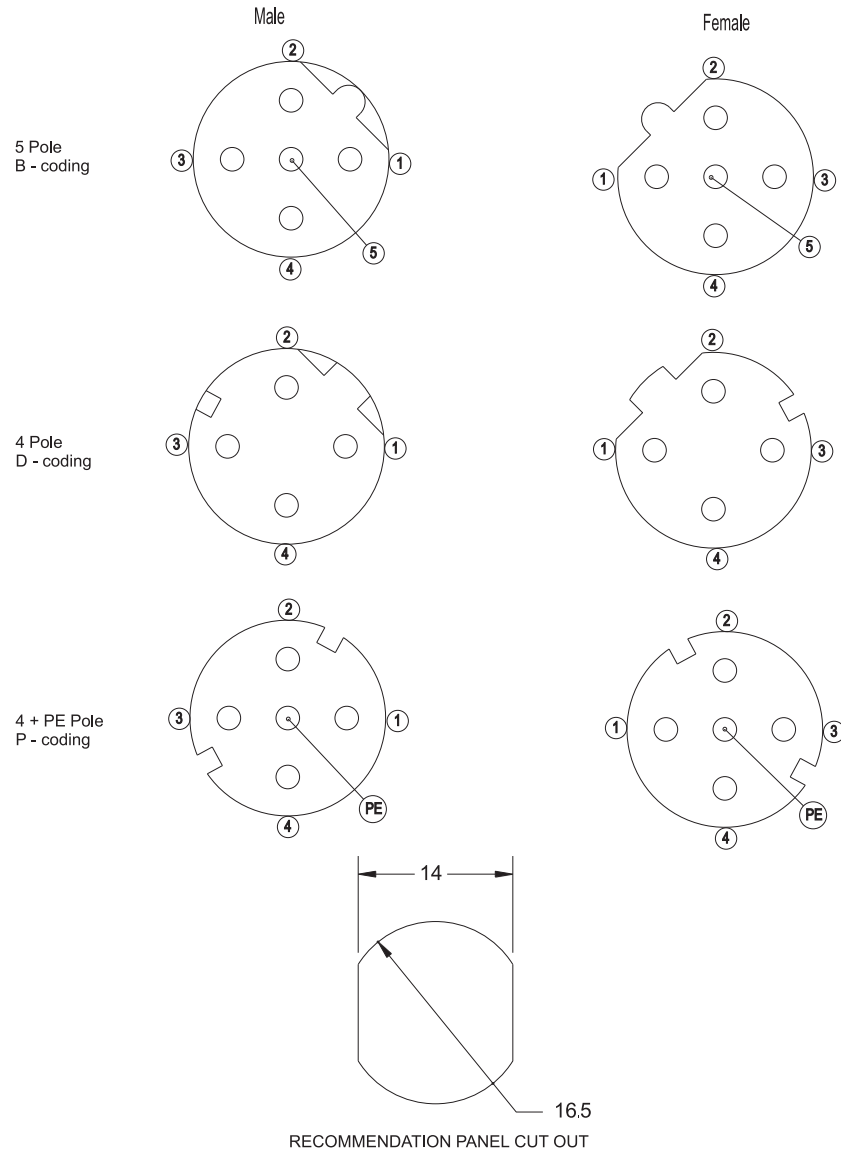 Male
Female
5 Pole
B - coding
2
3
1
5
4
2
1
3
5
4
4 Pole
D - coding
2
3
1
4
2
1
3
4
4 + PE Pole
P - coding
2
3
1
PE
4
2
1
3
PE
4
14
16.5
RECOMMENDATION PANEL CUT OUT